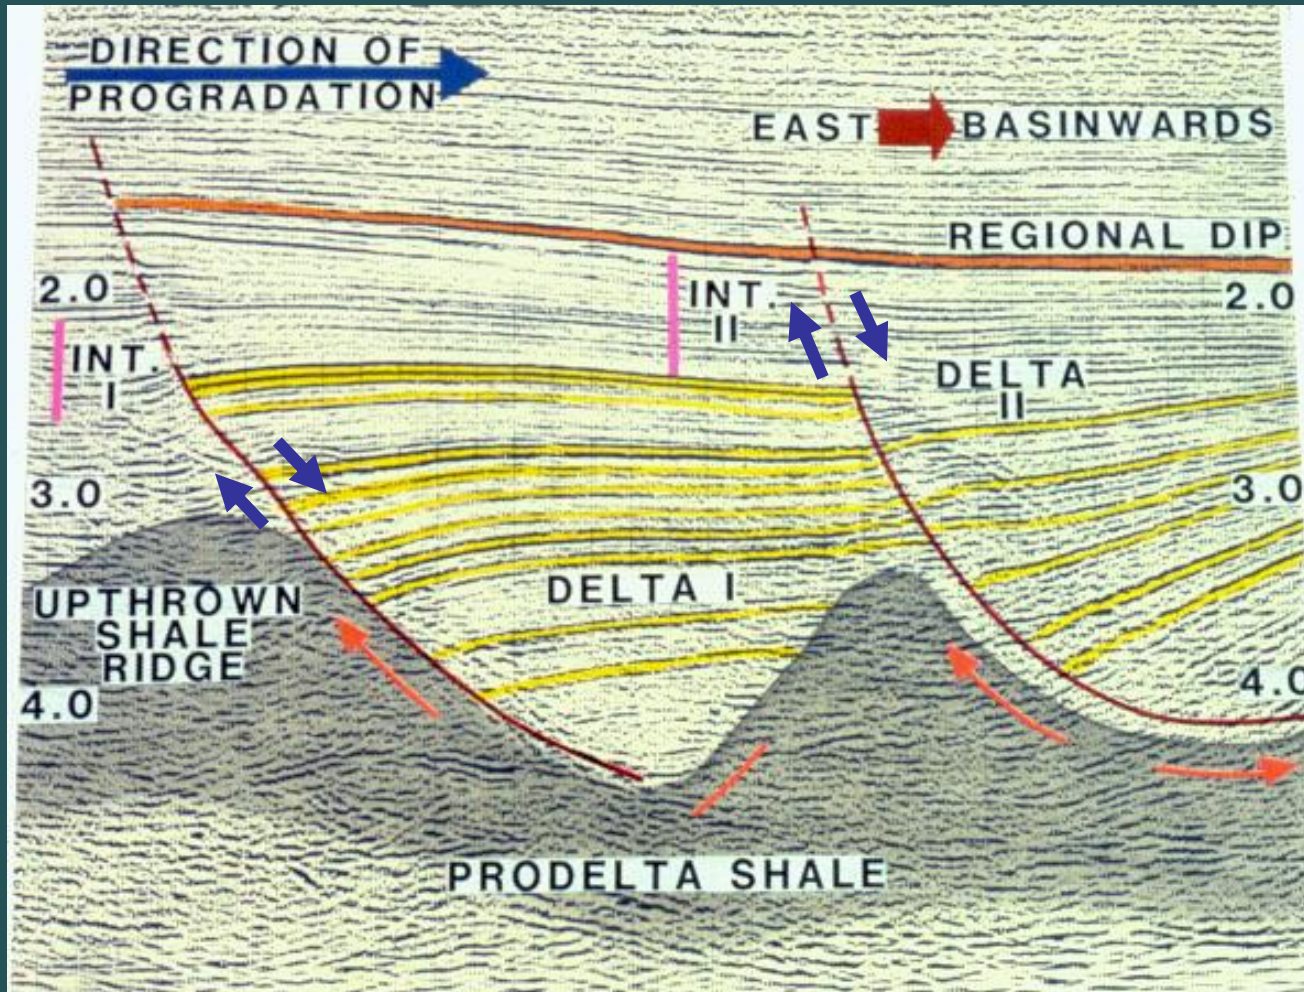 DIRECTION OF
PROGRADATION
EAST BASINWARDS
REGIONAL DIP
2.0
2.0
INT.
I
INT.
II
DELTA
II
3.0
3.0
UPTHROWN
SHALE
RIDGE
DELTA I
4.0
4.0
PRODELTA SHALE